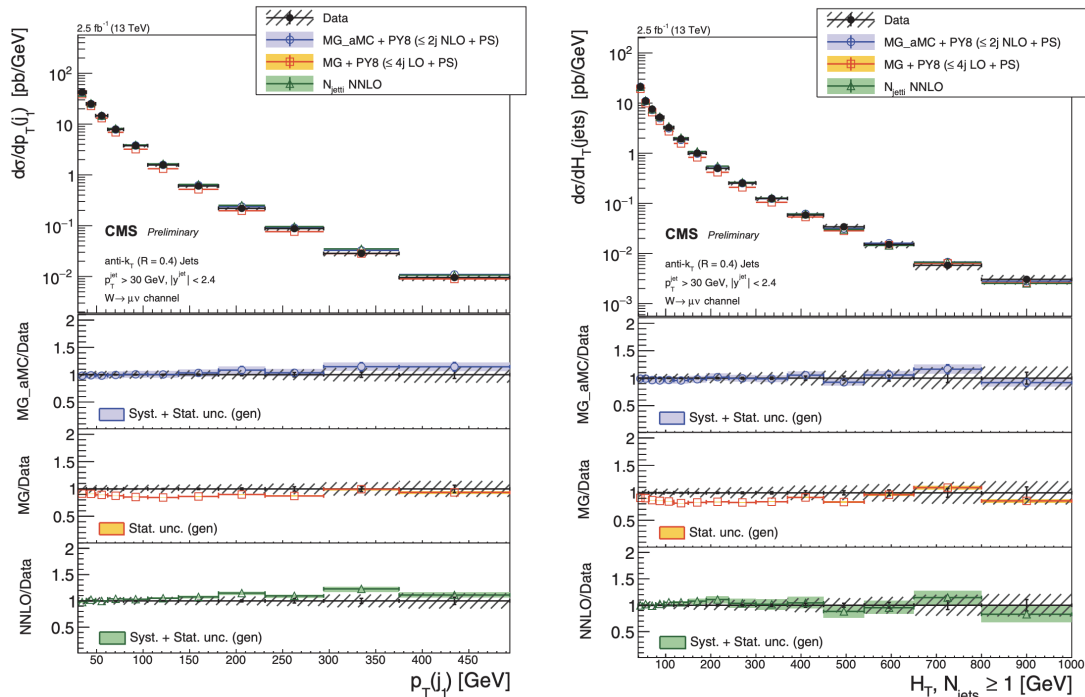 2.5 fb⁻¹ (13 TeV)
Data
MG_aMC + PY8 (≤ 2j NLO + PS)
MG + PY8 (≤ 4j LO + PS)
N_jetti NNLO
dσ/dp_T(j_1) [pb/GeV]
10²
10
1
10⁻¹
10⁻²
CMS Preliminary
anti-k_T (R = 0.4) Jets
p_T^jet > 30 GeV, |y^jet| < 2.4
W→ μν channel
MG_aMC/Data
2
1.5
1
0.5
Syst. + Stat. unc. (gen)
MG/Data
2
1.5
1
0.5
Stat. unc. (gen)
NNLO/Data
2
1.5
1
0.5
Syst. + Stat. unc. (gen)
50 100 150 200 250 300 350 400 450
p_T(j_1) [GeV]
2.5 fb⁻¹ (13 TeV)
Data
MG_aMC + PY8 (≤ 2j NLO + PS)
MG + PY8 (≤ 4j LO + PS)
N_jetti NNLO
dσ/dH_T(jets) [pb/GeV]
10²
10
1
10⁻¹
10⁻²
10⁻³
CMS Preliminary
anti-k_T (R = 0.4) Jets
p_T^jet > 30 GeV, |y^jet| < 2.4
W→ μν channel
MG_aMC/Data
2
1.5
1
0.5
Syst. + Stat. unc. (gen)
MG/Data
2
1.5
1
0.5
Stat. unc. (gen)
NNLO/Data
2
1.5
1
0.5
Syst. + Stat. unc. (gen)
100 200 300 400 500 600 700 800 900 1000
H_T, N_jets ≥ 1 [GeV]